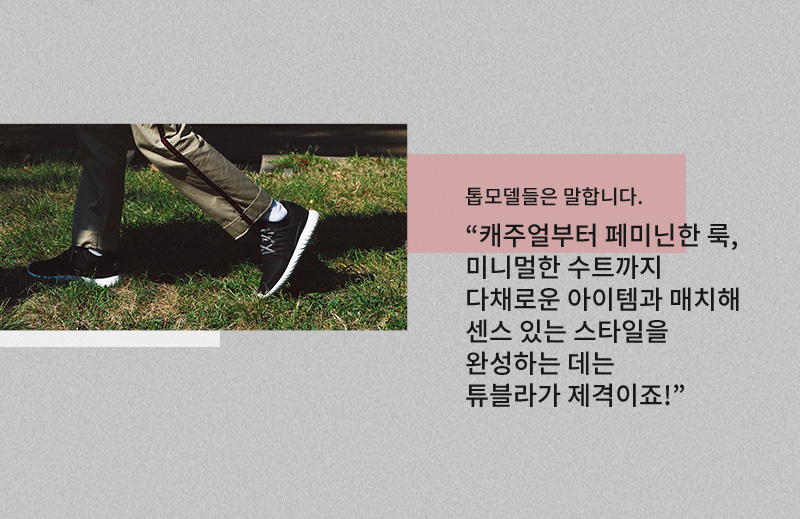 톱모델들은 말합니다.
“캐주얼부터 페미닌한 룩,
미니멀한 수트까지
다채로운 아이템과 매치해
센스 있는 스타일을
완성하는 데는
튜블라가 제격이죠!”